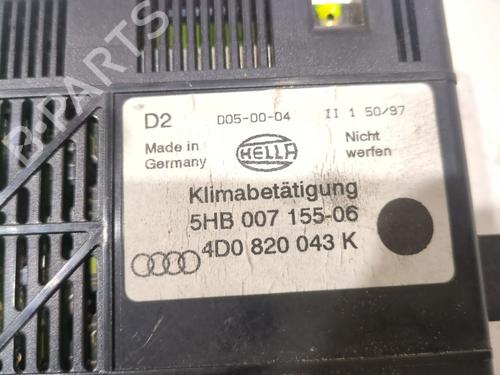 B-PARTS
D2 D05-00-04 II 1 50/97
Made in Germany HELLA Nicht werfen
Klimabetätigung
5HB 007 155-06
4D0 820 043 K